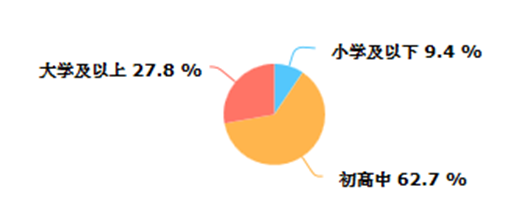 小学及以下 9.4 %
大学及以上 27.8 %
初高中 62.7 %